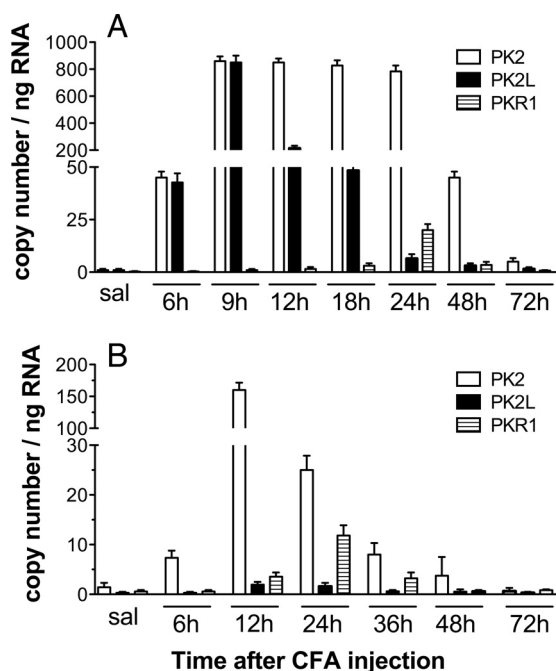 A
copy number / ng RNA
1000
800
600
400
200
50
25
0
PK2
PK2L
PKR1
sal 6h 9h 12h 18h 24h 48h 72h
B
copy number / ng RNA
200
150
100
30
20
10
0
PK2
PK2L
PKR1
sal 6h 12h 24h 36h 48h 72h
Time after CFA injection